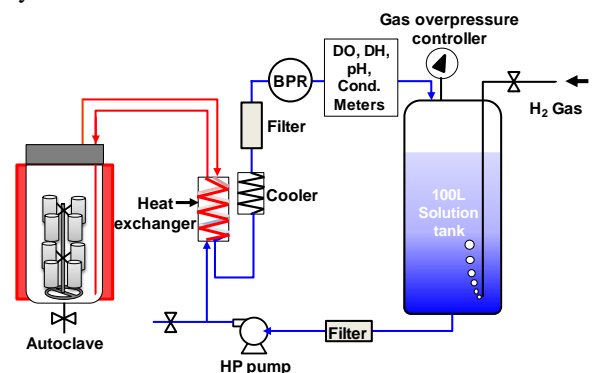 Gas overpressure
controller
DO, DH,
pH,
Cond.
Meters
BPR
H2 Gas
Filter
Heat
exchanger
Cooler
100L
Solution
tank
Autoclave
Filter
HP pump